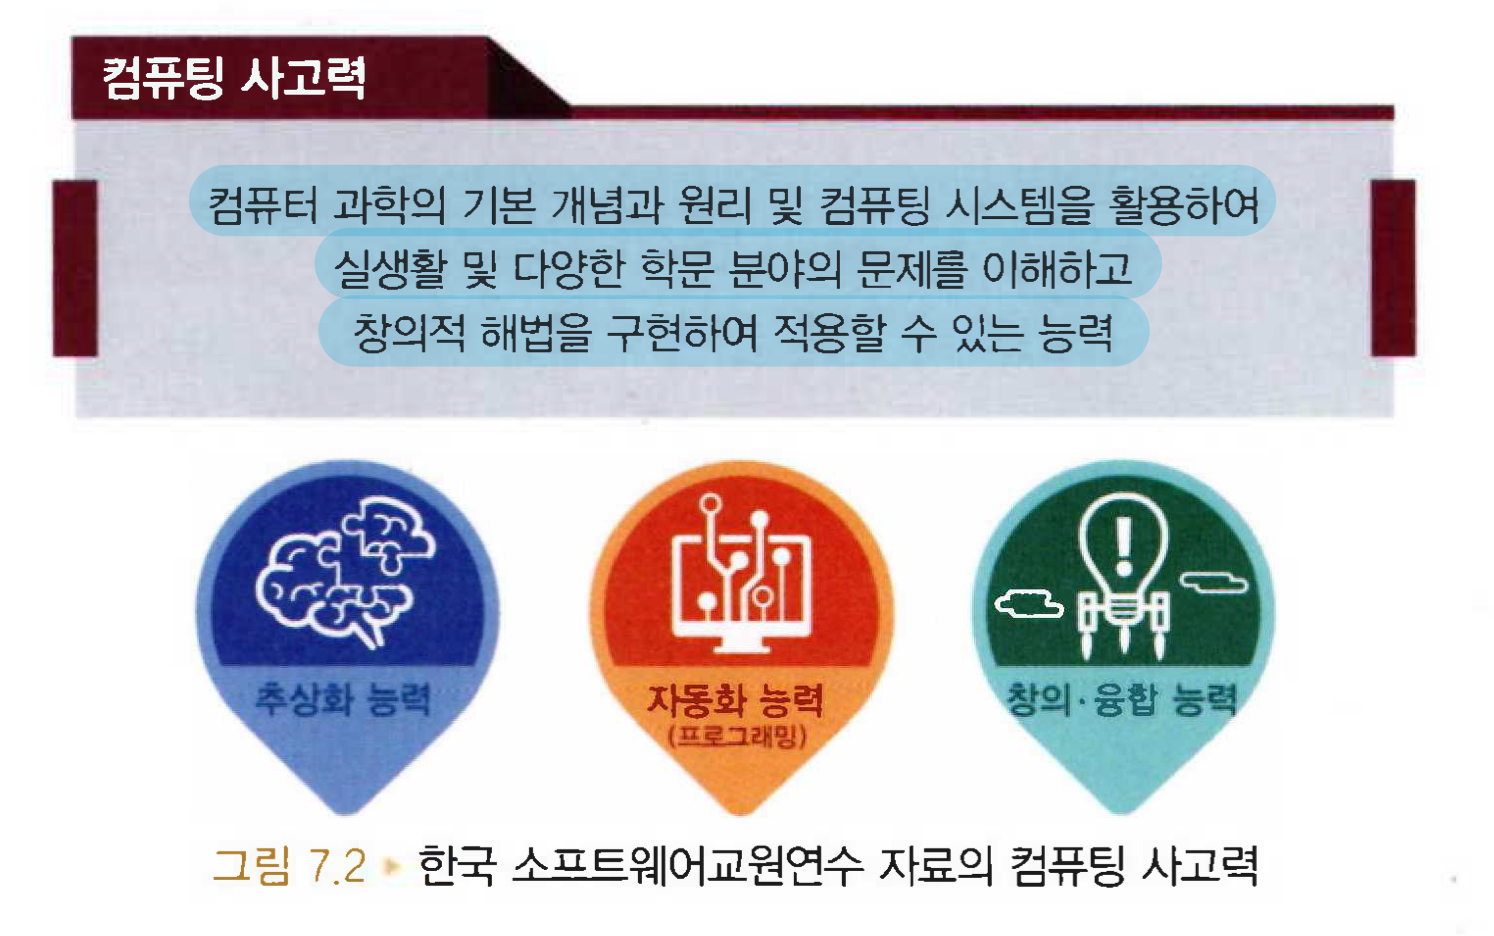 컴퓨팅 사고력
컴퓨터 과학의 기본 개념과 원리 및 컴퓨팅 시스템을 활용하여
실생활 및 다양한 학문 분야의 문제를 이해하고
창의적 해법을 구현하여 적용할 수 있는 능력
추상화 능력
자동화 능력
(프로그래밍)
창의·융합 능력
그림 7.2 ▶ 한국 소프트웨어교원연수 자료의 컴퓨팅 사고력